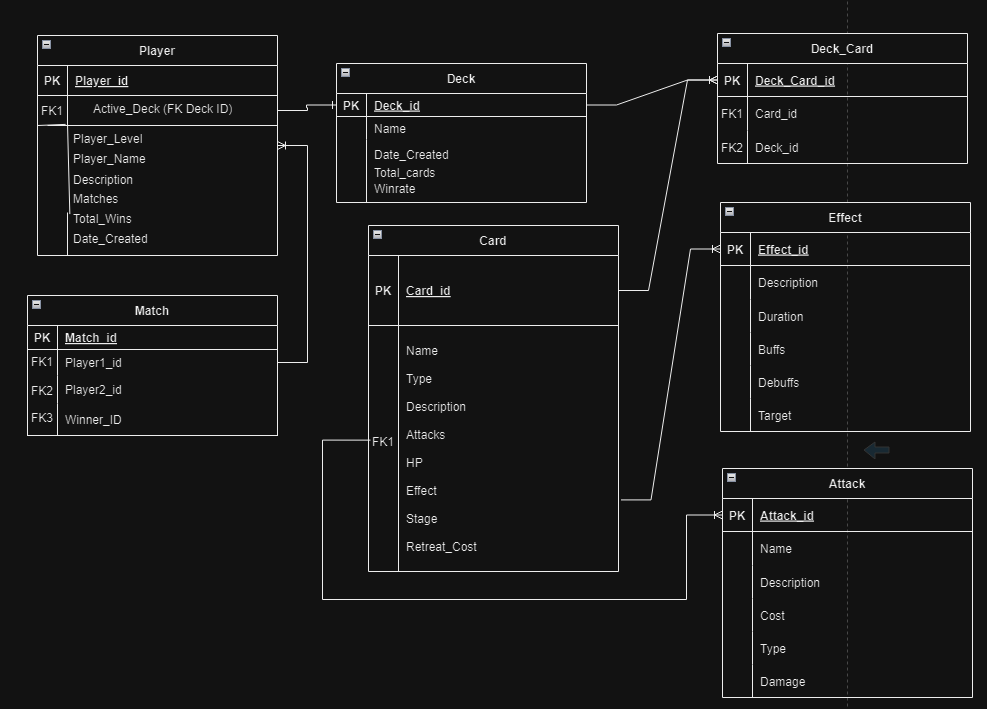 Player
PK Player_id
FK1 Active_Deck (FK Deck ID)
Player_Level
Player_Name
Description
Matches
Total_Wins
Date_Created
Deck
PK Deck_id
Name
Date_Created
Total_cards
Winrate
Deck_Card
PK Deck_Card_id
FK1 Card_id
FK2 Deck_id
Card
PK Card_id
Name
Type
Description
Attacks
FK1
HP
Effect
Stage
Retreat_Cost
Effect
PK Effect_id
Description
Duration
Buffs
Debuffs
Target
Match
PK Match_id
FK1 Player1_id
FK2 Player2_id
FK3 Winner_ID
Attack
PK Attack_id
Name
Description
Cost
Type
Damage